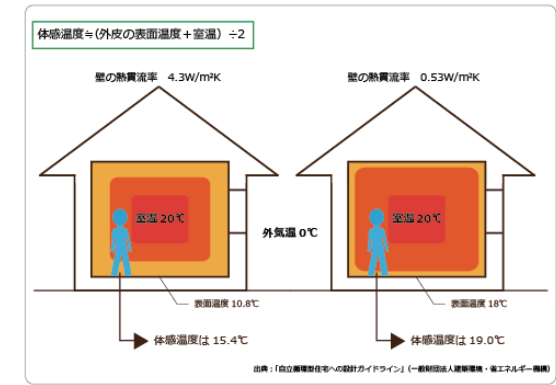 体感温度≒(外皮の表面温度＋室温) ÷2
壁の熱貫流率 4.3W/m²K
壁の熱貫流率 0.53W/m²K
室温 20℃
室温 20℃
外気温 0℃
表面温度 10.8℃
表面温度 18℃
体感温度は 15.4℃
体感温度は 19.0℃
出典：「自立循環型住宅への設計ガイドライン」（一般財団法人建築環境・省エネルギー機構）